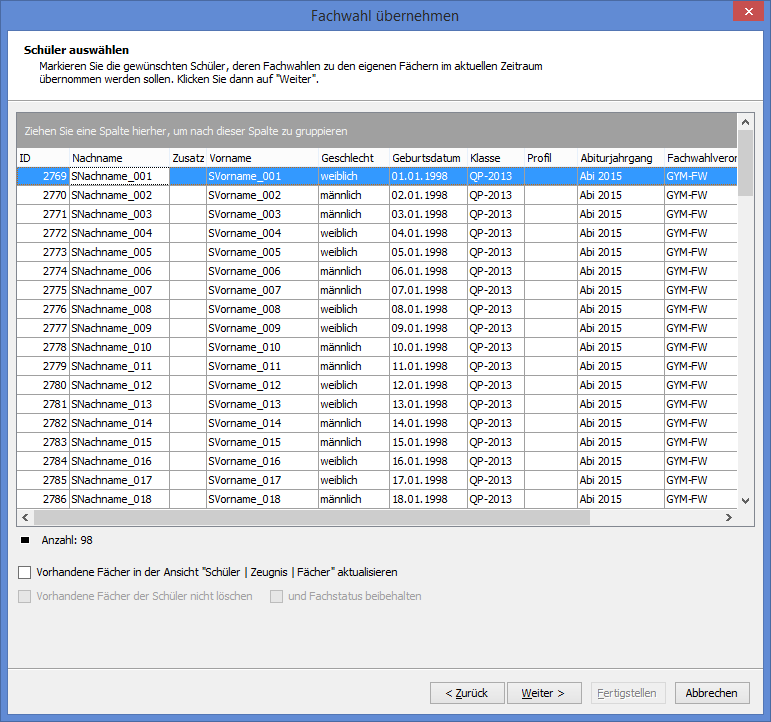 Fachwahl übernehmen
Schüler auswählen
Markieren Sie die gewünschten Schüler, deren Fachwahlen zu den eigenen Fächern im aktuellen Zeitraum
übernommen werden sollen. Klicken Sie dann auf "Weiter".
Ziehen Sie eine Spalte hierher, um nach dieser Spalte zu gruppieren
ID Nachname Zusatz Vorname Geschlecht Geburtsdatum Klasse Profil Abiturjahrgang Fachwahlveror
2769 SNachname_001 SVorname_001 weiblich 01.01.1998 QP-2013 Abi 2015 GYM-FW
2770 SNachname_002 SVorname_002 männlich 02.01.1998 QP-2013 Abi 2015 GYM-FW
2771 SNachname_003 SVorname_003 männlich 03.01.1998 QP-2013 Abi 2015 GYM-FW
2772 SNachname_004 SVorname_004 weiblich 04.01.1998 QP-2013 Abi 2015 GYM-FW
2773 SNachname_005 SVorname_005 weiblich 05.01.1998 QP-2013 Abi 2015 GYM-FW
2774 SNachname_006 SVorname_006 männlich 06.01.1998 QP-2013 Abi 2015 GYM-FW
2775 SNachname_007 SVorname_007 männlich 07.01.1998 QP-2013 Abi 2015 GYM-FW
2776 SNachname_008 SVorname_008 weiblich 08.01.1998 QP-2013 Abi 2015 GYM-FW
2777 SNachname_009 SVorname_009 weiblich 09.01.1998 QP-2013 Abi 2015 GYM-FW
2778 SNachname_010 SVorname_010 männlich 10.01.1998 QP-2013 Abi 2015 GYM-FW
2779 SNachname_011 SVorname_011 männlich 11.01.1998 QP-2013 Abi 2015 GYM-FW
2780 SNachname_012 SVorname_012 weiblich 12.01.1998 QP-2013 Abi 2015 GYM-FW
2781 SNachname_013 SVorname_013 weiblich 13.01.1998 QP-2013 Abi 2015 GYM-FW
2782 SNachname_014 SVorname_014 männlich 14.01.1998 QP-2013 Abi 2015 GYM-FW
2783 SNachname_015 SVorname_015 männlich 15.01.1998 QP-2013 Abi 2015 GYM-FW
2784 SNachname_016 SVorname_016 weiblich 16.01.1998 QP-2013 Abi 2015 GYM-FW
2785 SNachname_017 SVorname_017 weiblich 17.01.1998 QP-2013 Abi 2015 GYM-FW
2786 SNachname_018 SVorname_018 männlich 18.01.1998 QP-2013 Abi 2015 GYM-FW
Anzahl: 98
Vorhandene Fächer in der Ansicht "Schüler | Zeugnis | Fächer" aktualisieren
Vorhandene Fächer der Schüler nicht löschen und Fachstatus beibehalten
< Zurück Weiter > Fertigstellen Abbrechen